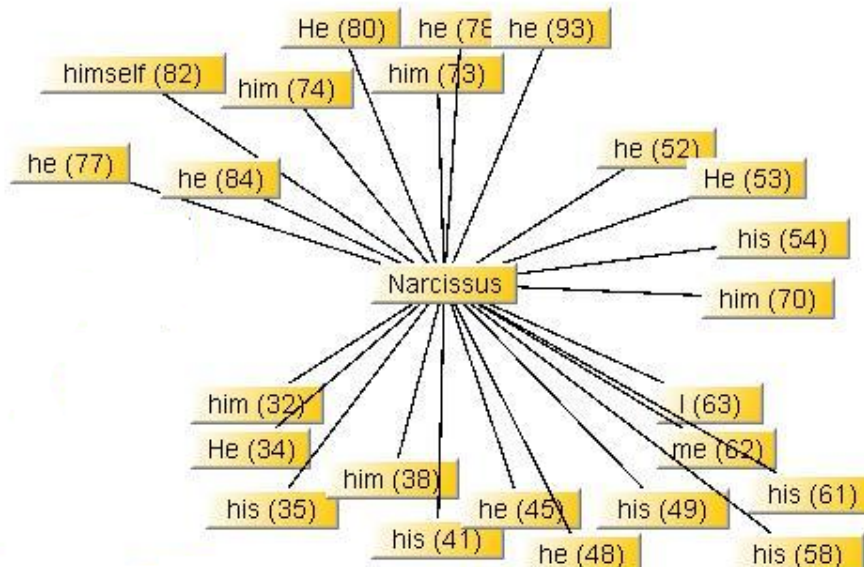 He (80)
he (78
he (93)
himself (82)
him (74)
him (73)
he (52)
he (77)
he (84)
He (53)
his (54)
Narcissus
him (70)
him (32)
I (63)
He (34)
me (62)
him (38)
his (35)
his (61)
he (45)
his (49)
his (41)
he (48)
his (58)